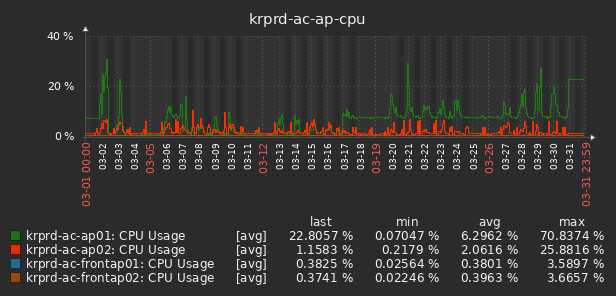 krprd-ac-ap-cpu
40 %
20 %
0 %
03-01 00:00 03-02 03-03 03-04 03-05 03-06 03-07 03-08 03-09 03-10 03-11 03-12 03-13 03-14 03-15 03-16 03-17 03-18 03-19 03-20 03-21 03-22 03-23 03-24 03-25 03-26 03-27 03-28 03-29 03-30 03-31 03-31 23:59
last min avg max
krprd-ac-ap01: CPU Usage [avg] 22.8057 % 0.07047 % 6.2962 % 70.8374 %
krprd-ac-ap02: CPU Usage [avg] 1.1583 % 0.2179 % 2.0616 % 25.8816 %
krprd-ac-frontap01: CPU Usage [avg] 0.3825 % 0.02564 % 0.3801 % 3.5897 %
krprd-ac-frontap02: CPU Usage [avg] 0.3741 % 0.02246 % 0.3963 % 3.6657 %